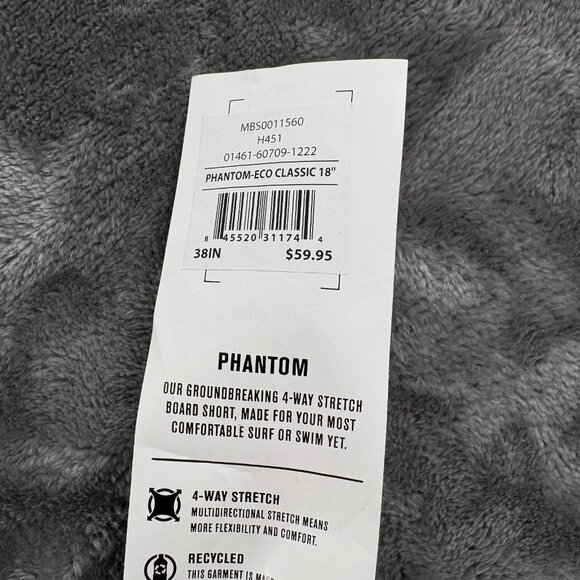 MBS0011560
H451
01461-60709-1222
PHANTOM-ECO CLASSIC 18"
8 45520 31174 4
38IN $59.95
PHANTOM
OUR GROUNDBREAKING 4-WAY STRETCH
BOARD SHORT, MADE FOR YOUR MOST
COMFORTABLE SURF OR SWIM YET.
4-WAY STRETCH
MULTIDIRECTIONAL STRETCH MEANS
MORE FLEXIBILITY AND COMFORT.
RECYCLED
THIS GARMENT IS